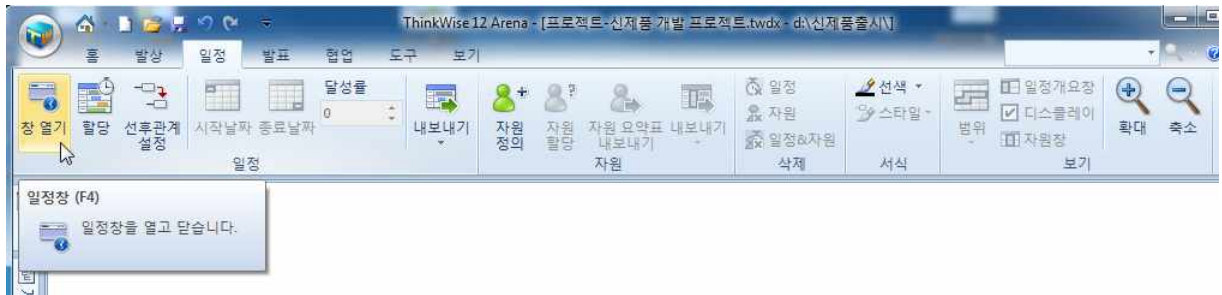 ThinkWise 12 Arena - [프로젝트-신제품 개발 프로젝트.twdx - d:\신제품출시\]
홈 발상 일정 발표 협업 도구 보기
창 열기 할당 선후관계 설정 시작날짜 종료날짜 달성률 0 내보내기
일정
자원 정의 자원 할당 자원 요약표 내보내기 내보내기
자원
일정
자원
일정&자원
삭제
선택
스타일
서식
범위
일정개요창
디스플레이
자원창
확대 축소
보기
일정창 (F4)
일정창을 열고 닫습니다.